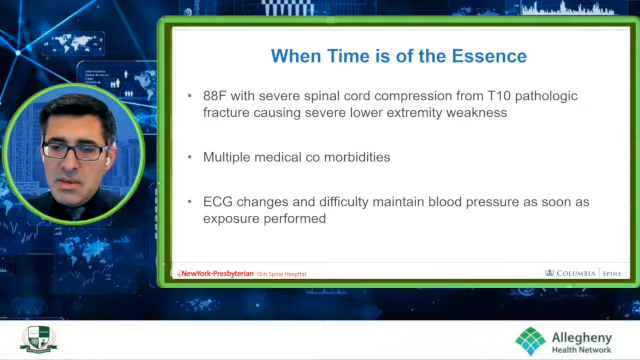 When Time is of the Essence
• 88F with severe spinal cord compression from T10 pathologic
fracture causing severe lower extremity weakness
• Multiple medical co morbidities
• ECG changes and difficulty maintain blood pressure as soon as
exposure performed
NewYork-Presbyterian Och Spine Hospital
COLUMBIA | SPINE
Allegheny
Health Network